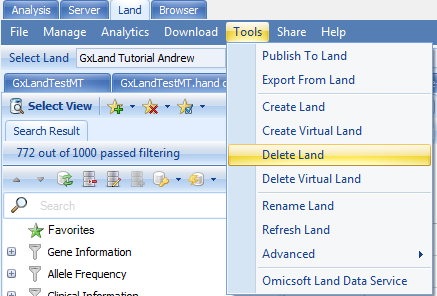 Analysis Server Land Browser
File Manage Analytics Download Tools Share Help
Select Land GxLand Tutorial Andrew
GxLandTestMT GxLandTestMT.hand
Select View
Search Result
772 out of 1000 passed filtering
Search
Favorites
Gene Information
Allele Frequency
Clinical Information
Publish To Land
Export From Land
Create Land
Create Virtual Land
Delete Land
Delete Virtual Land
Rename Land
Refresh Land
Advanced
Omicsoft Land Data Service